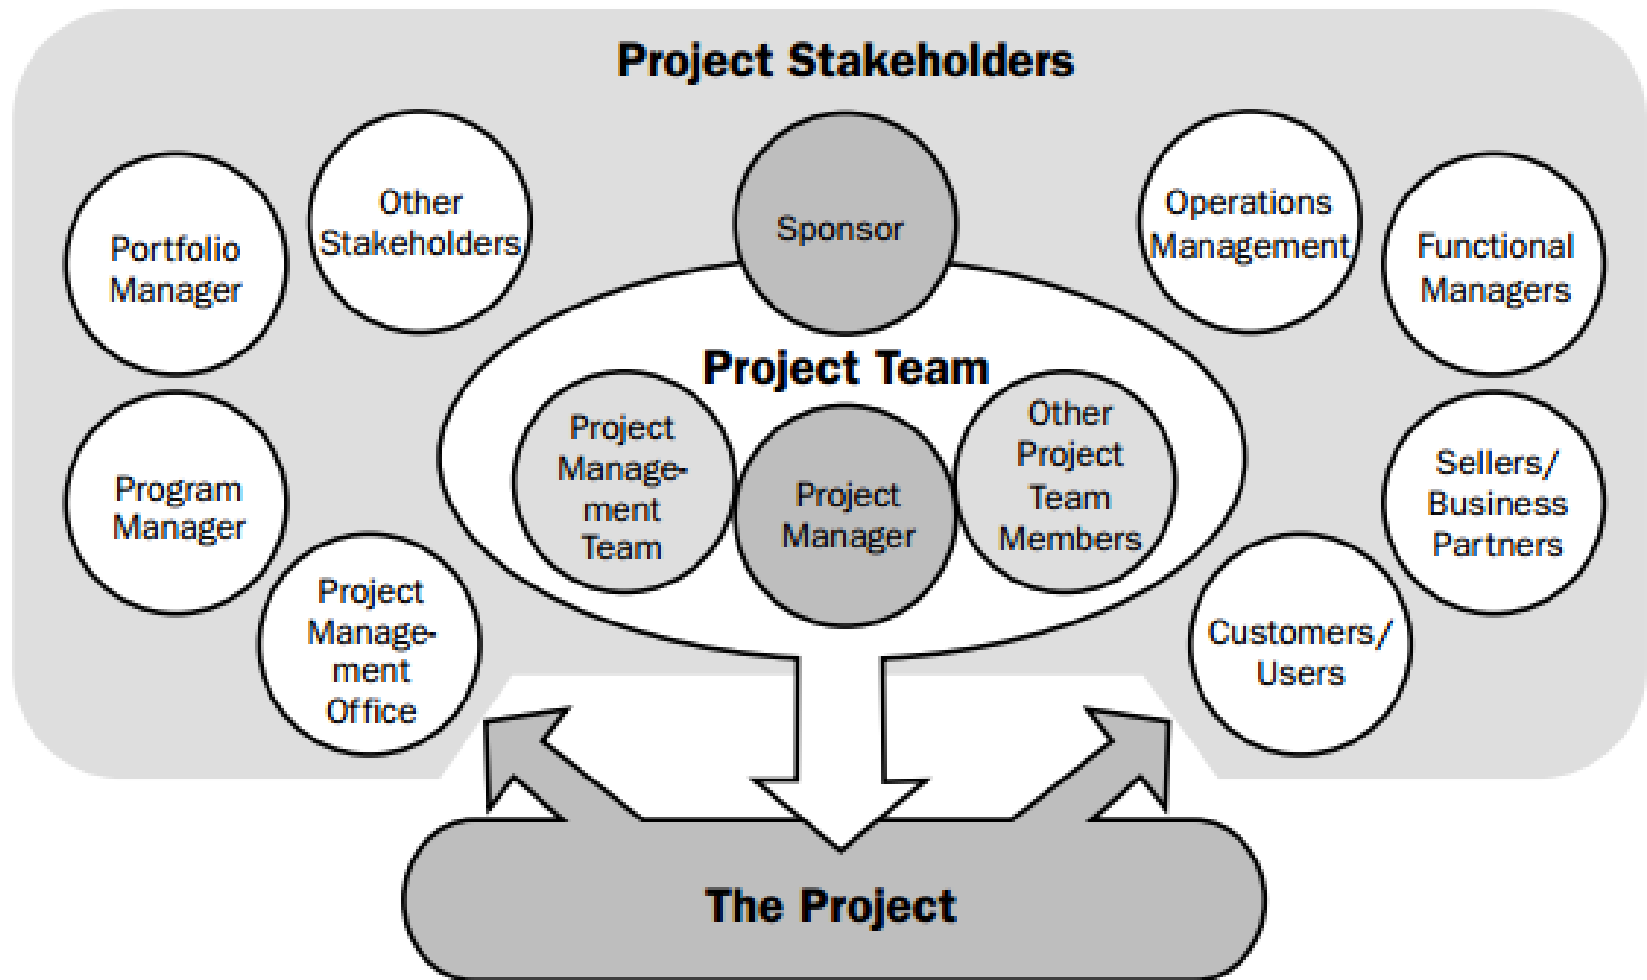 Project Stakeholders
Portfolio
Manager
Other
Stakeholders
Sponsor
Operations
Management
Functional
Managers
Project Team
Program
Manager
Project
Manage-
ment
Team
Project
Manager
Other
Project
Team
Members
Sellers/
Business
Partners
Project
Manage-
ment
Office
Customers/
Users
The Project